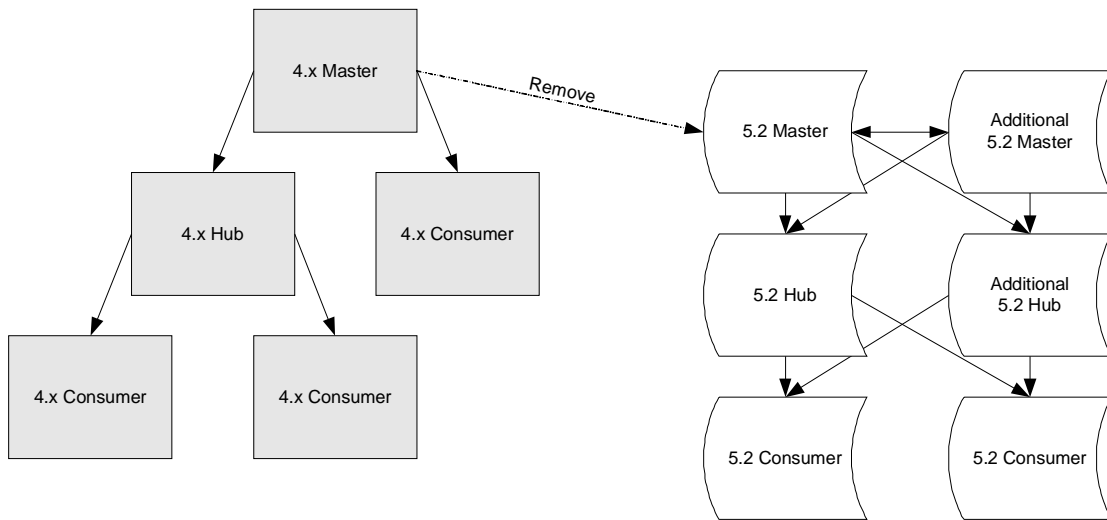 4.x Master
Remove
5.2 Master
Additional
5.2 Master
4.x Hub
4.x Consumer
5.2 Hub
Additional
5.2 Hub
4.x Consumer
4.x Consumer
5.2 Consumer
5.2 Consumer